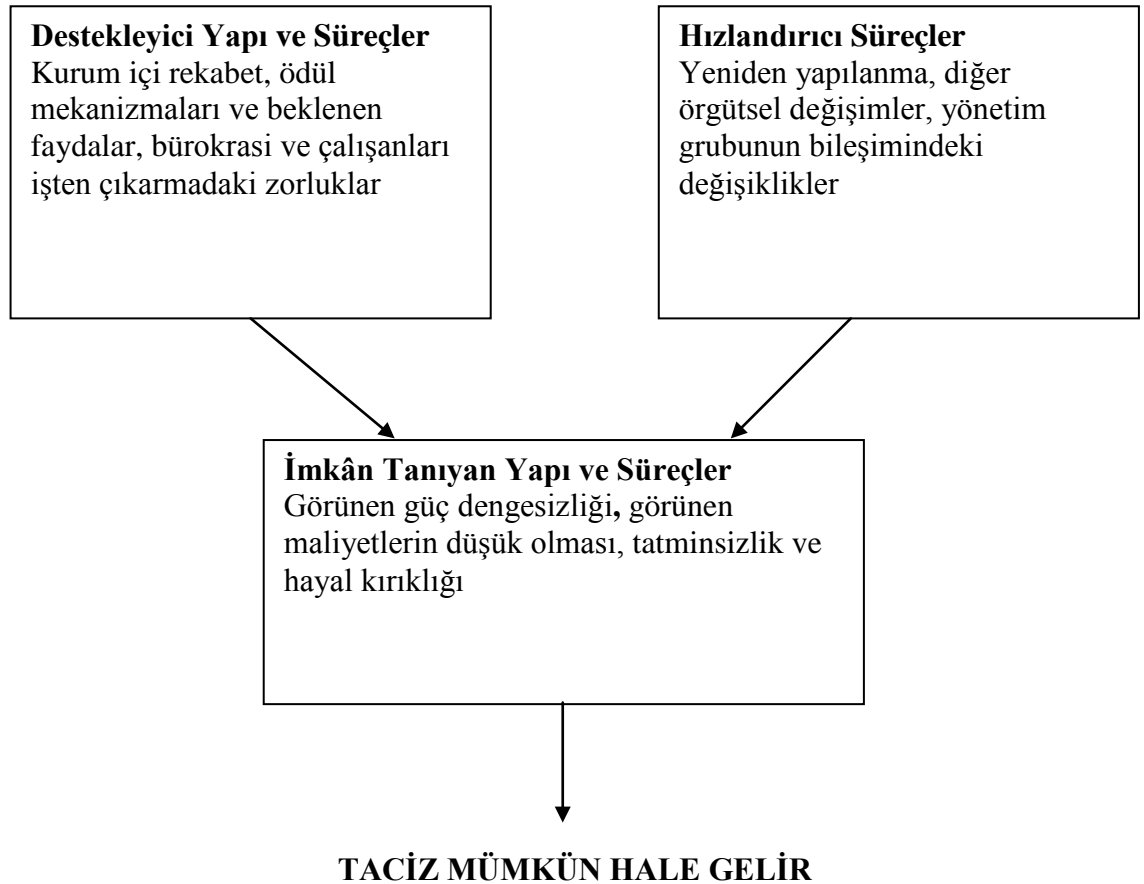 Destekleyici Yapı ve Süreçler
Kurum içi rekabet, ödül
mekanizmaları ve beklenen
faydalar, bürokrasi ve çalışanları
işten çıkarmadaki zorluklar
Hızlandırıcı Süreçler
Yeniden yapılanma, diğer
örgütsel değişimler, yönetim
grubunun bileşimindeki
değişiklikler
İmkân Tanıyan Yapı ve Süreçler
Görünen güç dengesizliği, görünen
maliyetlerin düşük olması, tatminsizlik ve
hayal kırıklığı
TACİZ MÜMKÜN HALE GELİR